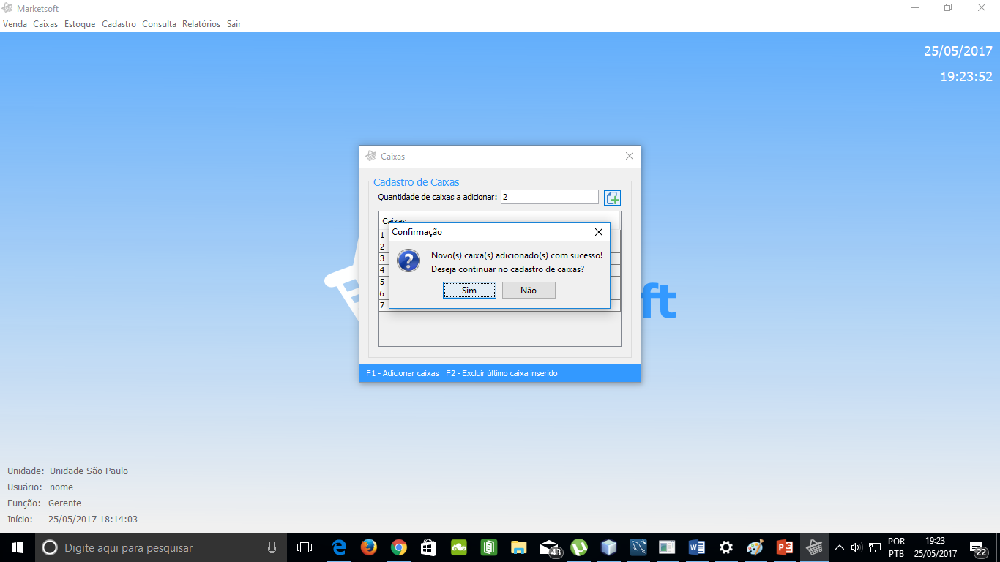 Marketsoft
Venda Caixas Estoque Cadastro Consulta Relatórios Sair
25/05/2017
19:23:52
Caixas
Cadastro de Caixas
Quantidade de caixas a adicionar: 2
Caixas
1
2
3
4
5
6
7
Confirmação
Novo(s) caixa(s) adicionado(s) com sucesso!
Deseja continuar no cadastro de caixas?
Sim Não
ft
F1 - Adicionar caixas F2 - Excluir último caixa inserido
Unidade: Unidade São Paulo
Usuário: nome
Função: Gerente
Início: 25/05/2017 18:14:03
Digite aqui para pesquisar
43
POR
PTB
19:23
25/05/2017
22